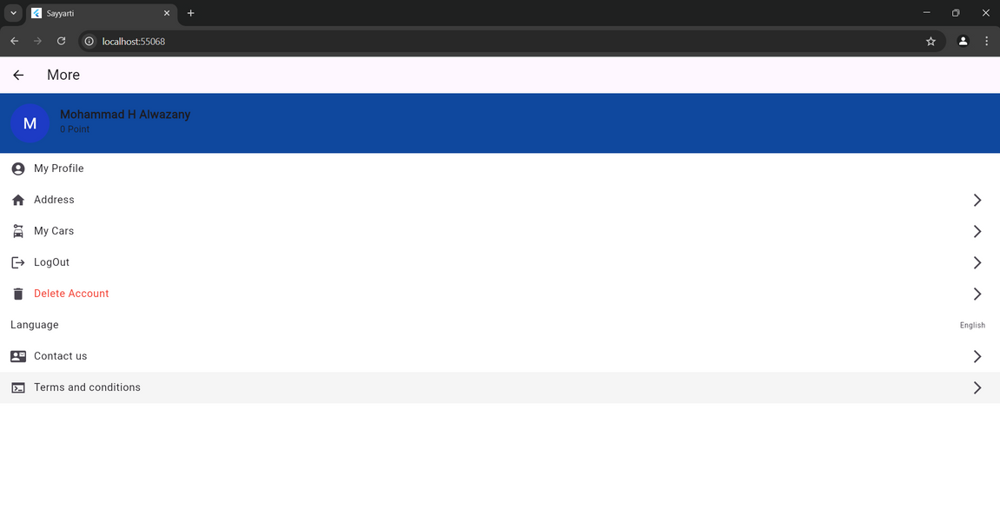 Sayyarti
localhost:55068
More
M
Mohammad H Alwazany
0 Point
My Profile
Address
My Cars
LogOut
Delete Account
Language English
Contact us
Terms and conditions